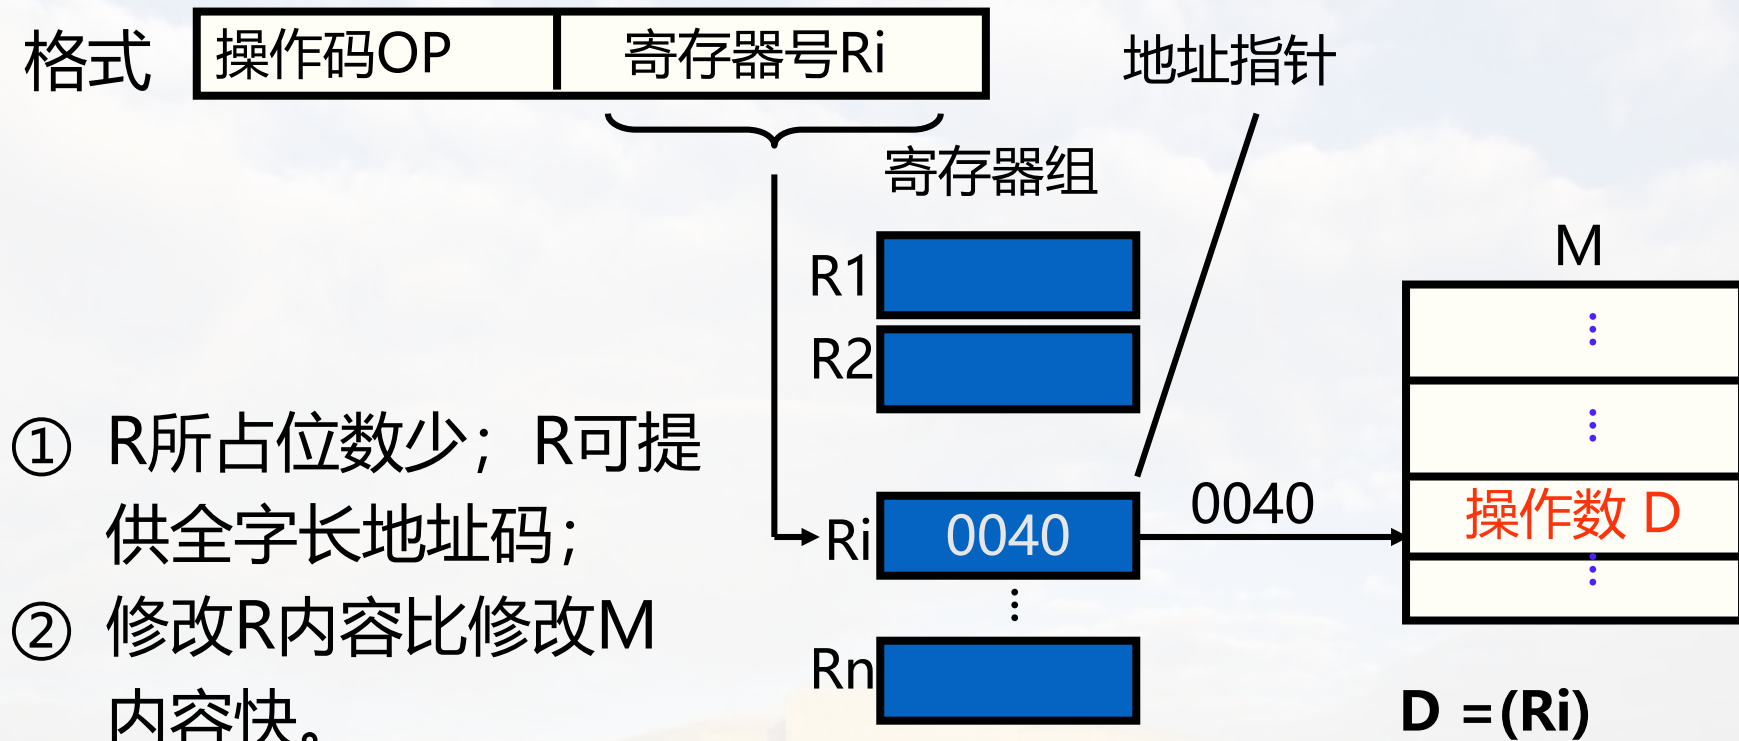 格式
操作码OP
寄存器号Ri
地址指针
寄存器组
M
R1
R2
① R所占位数少；R可提
供全字长地址码；
Ri
0040
0040
操作数 D
② 修改R内容比修改M
内容快。
Rn
D =(Ri)